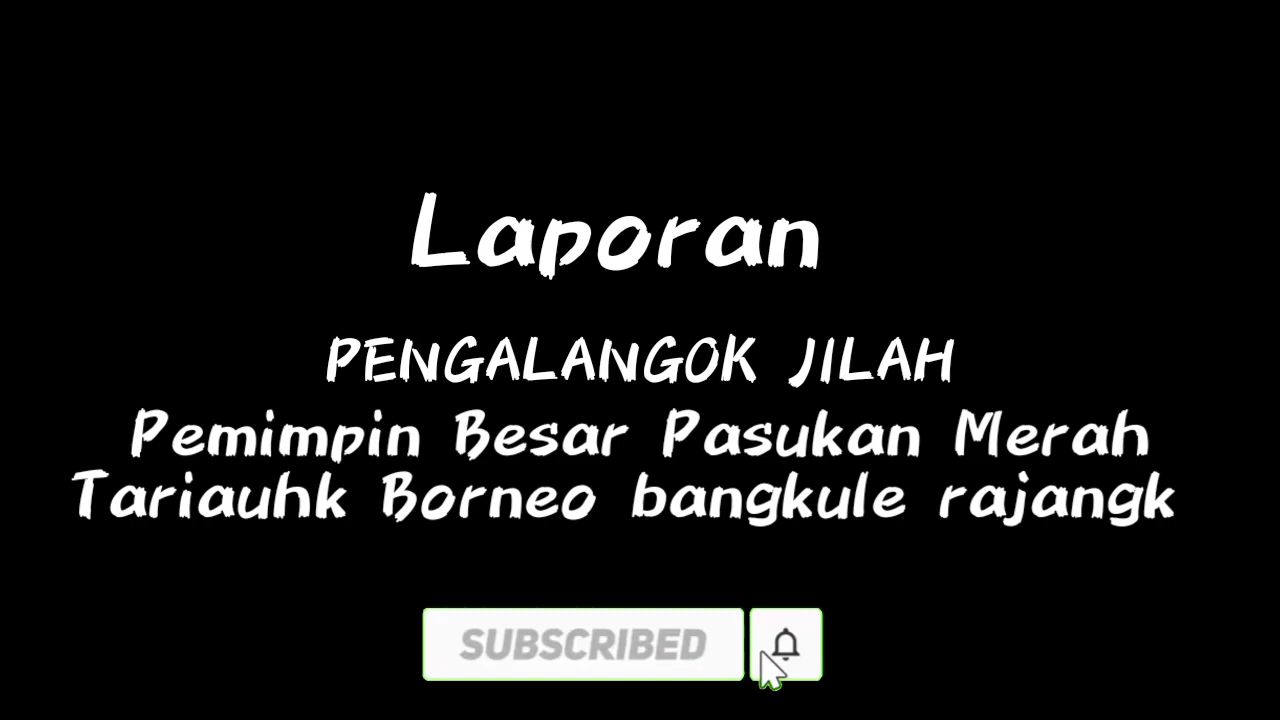 Laporan
PENGALANGOK JILAH
Pemimpin Besar Pasukan Merah
Tariauhk Borneo bangkule rajangk
SUBSCRIBED